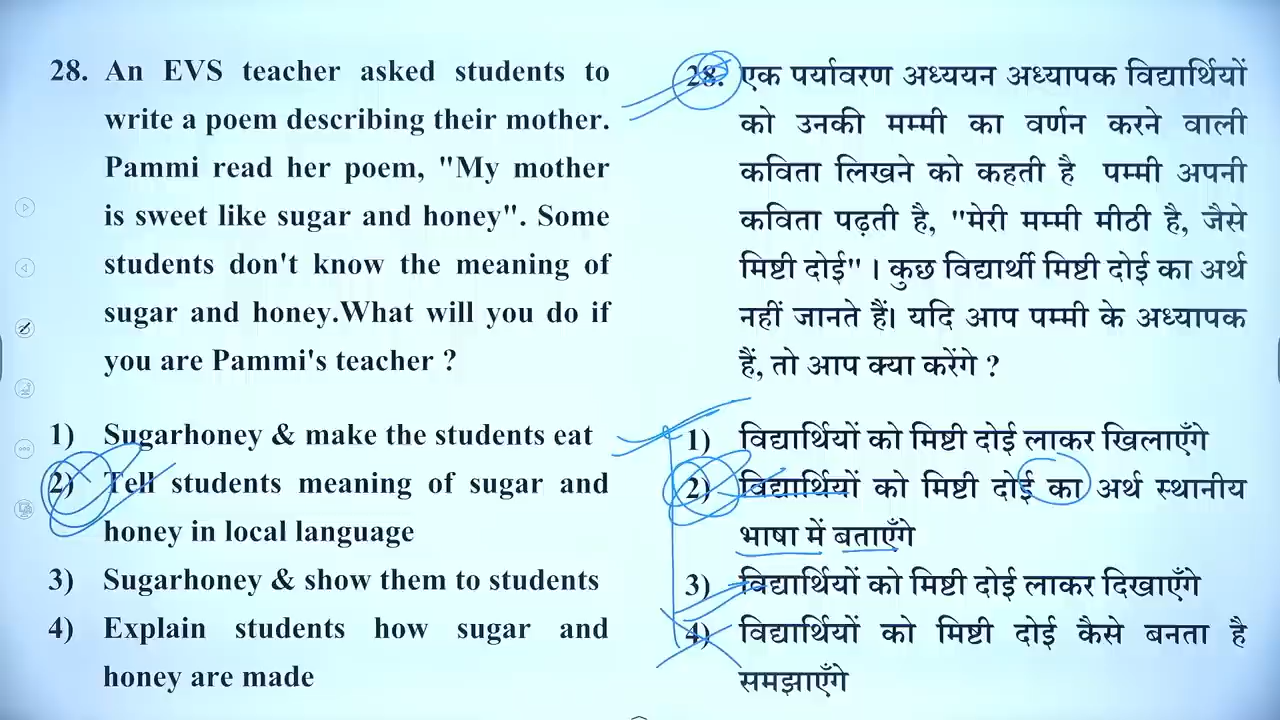 28. An EVS teacher asked students to
write a poem describing their mother.
Pammi read her poem, "My mother
is sweet like sugar and honey". Some
students don't know the meaning of
sugar and honey.What will you do if
you are Pammi's teacher ?
1) Sugarhoney & make the students eat
2) Tell students meaning of sugar and
honey in local language
3) Sugarhoney & show them to students
4) Explain students how sugar and
honey are made
28. एक पर्यावरण अध्ययन अध्यापक विद्यार्थियों
को उनकी मम्मी का वर्णन करने वाली
कविता लिखने को कहती है पम्मी अपनी
कविता पढ़ती है, "मेरी मम्मी मीठी है, जैसे
मिष्टी दोई" । कुछ विद्यार्थी मिष्टी दोई का अर्थ
नहीं जानते हैं। यदि आप पम्मी के अध्यापक
हैं, तो आप क्या करेंगे ?
1) विद्यार्थियों को मिष्टी दोई लाकर खिलाएँगे
2) विद्यार्थियों को मिष्टी दोई का अर्थ स्थानीय
भाषा में बताएँगे
3) विद्यार्थियों को मिष्टी दोई लाकर दिखाएँगे
4) विद्यार्थियों को मिष्टी दोई कैसे बनता है
समझाएँगे